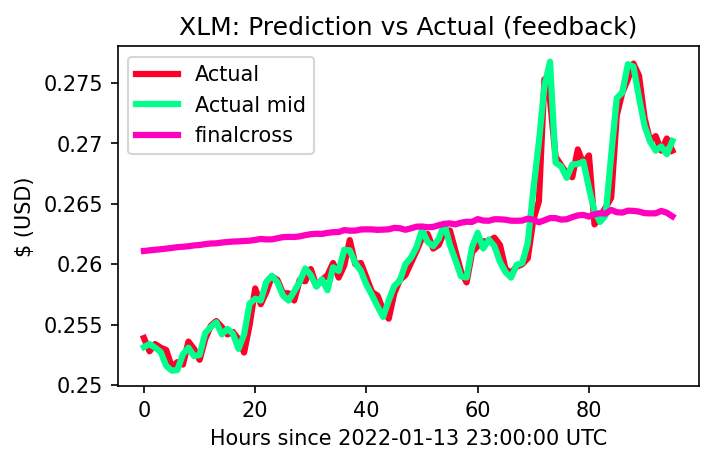 XLM: Prediction vs Actual (feedback)
Actual
Actual mid
finalcross
0.275
0.27
0.265
0.26
0.255
0.25
$ (USD)
0 20 40 60 80
Hours since 2022-01-13 23:00:00 UTC